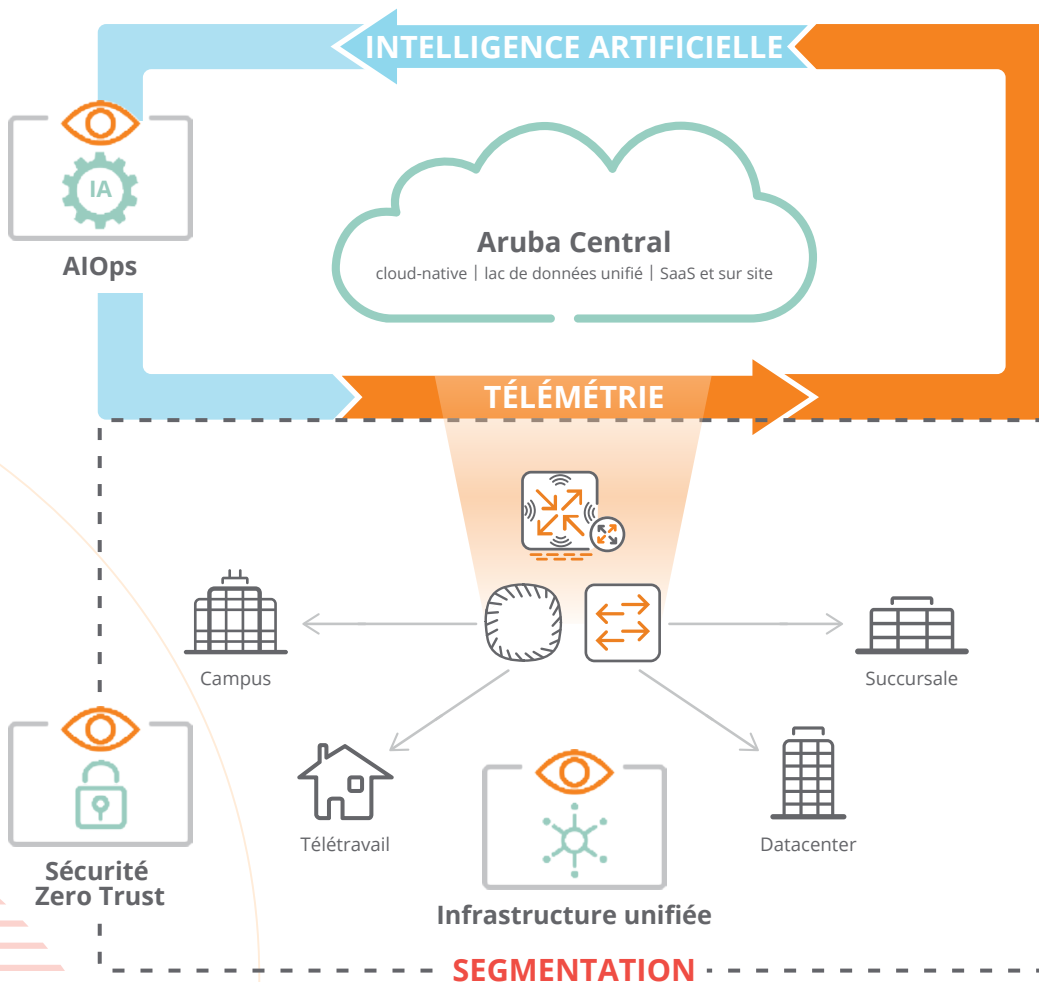 INTELLIGENCE ARTIFICIELLE
IA
AIOps
Aruba Central
cloud-native | lac de données unifié | SaaS et sur site
TÉLÉMÉTRIE
Campus
Succursale
Télétravail
Datacenter
Sécurité
Zero Trust
Infrastructure unifiée
SEGMENTATION